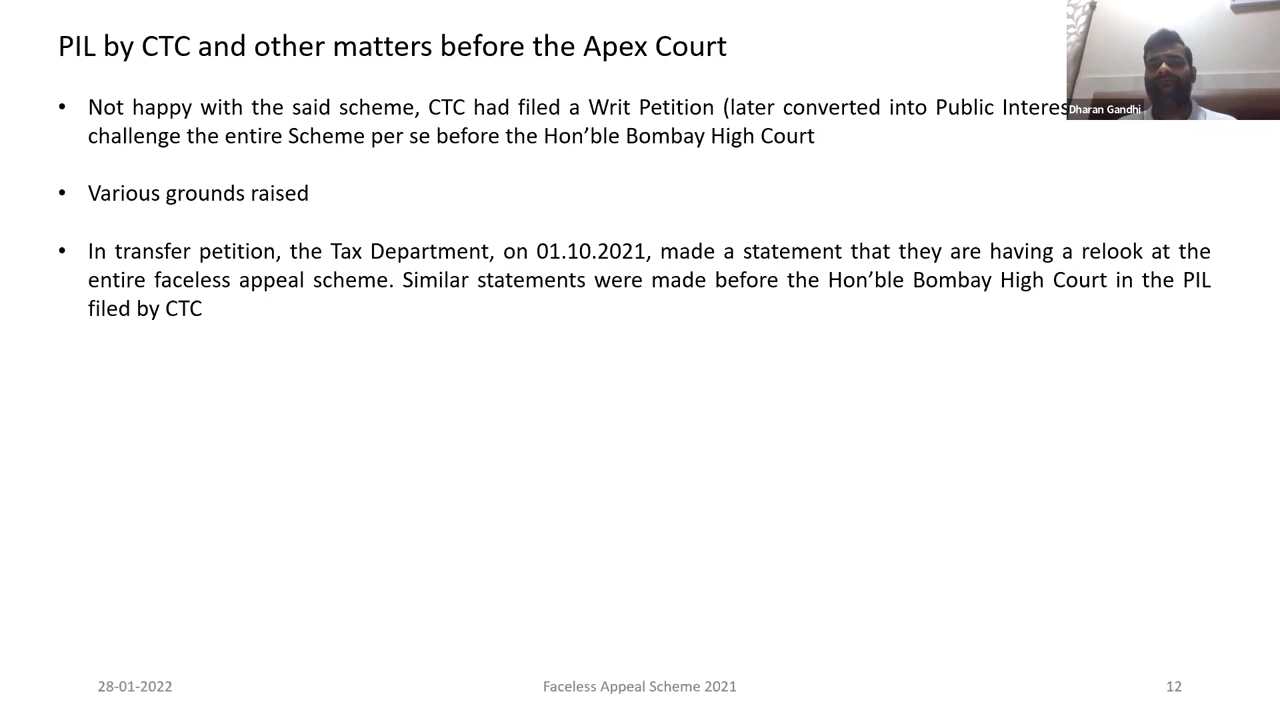 PIL by CTC and other matters before the Apex Court
• Not happy with the said scheme, CTC had filed a Writ Petition (later converted into Public
challenge the entire Scheme per se before the Hon’ble Bombay High Court
• Various grounds raised
• In transfer petition, the Tax Department, on 01.10.2021, made a statement that they are having a relook at the
entire faceless appeal scheme. Similar statements were made before the Hon’ble Bombay High Court in the PIL
filed by CTC
Dharan Gandhi
28-01-2022
Faceless Appeal Scheme 2021
12